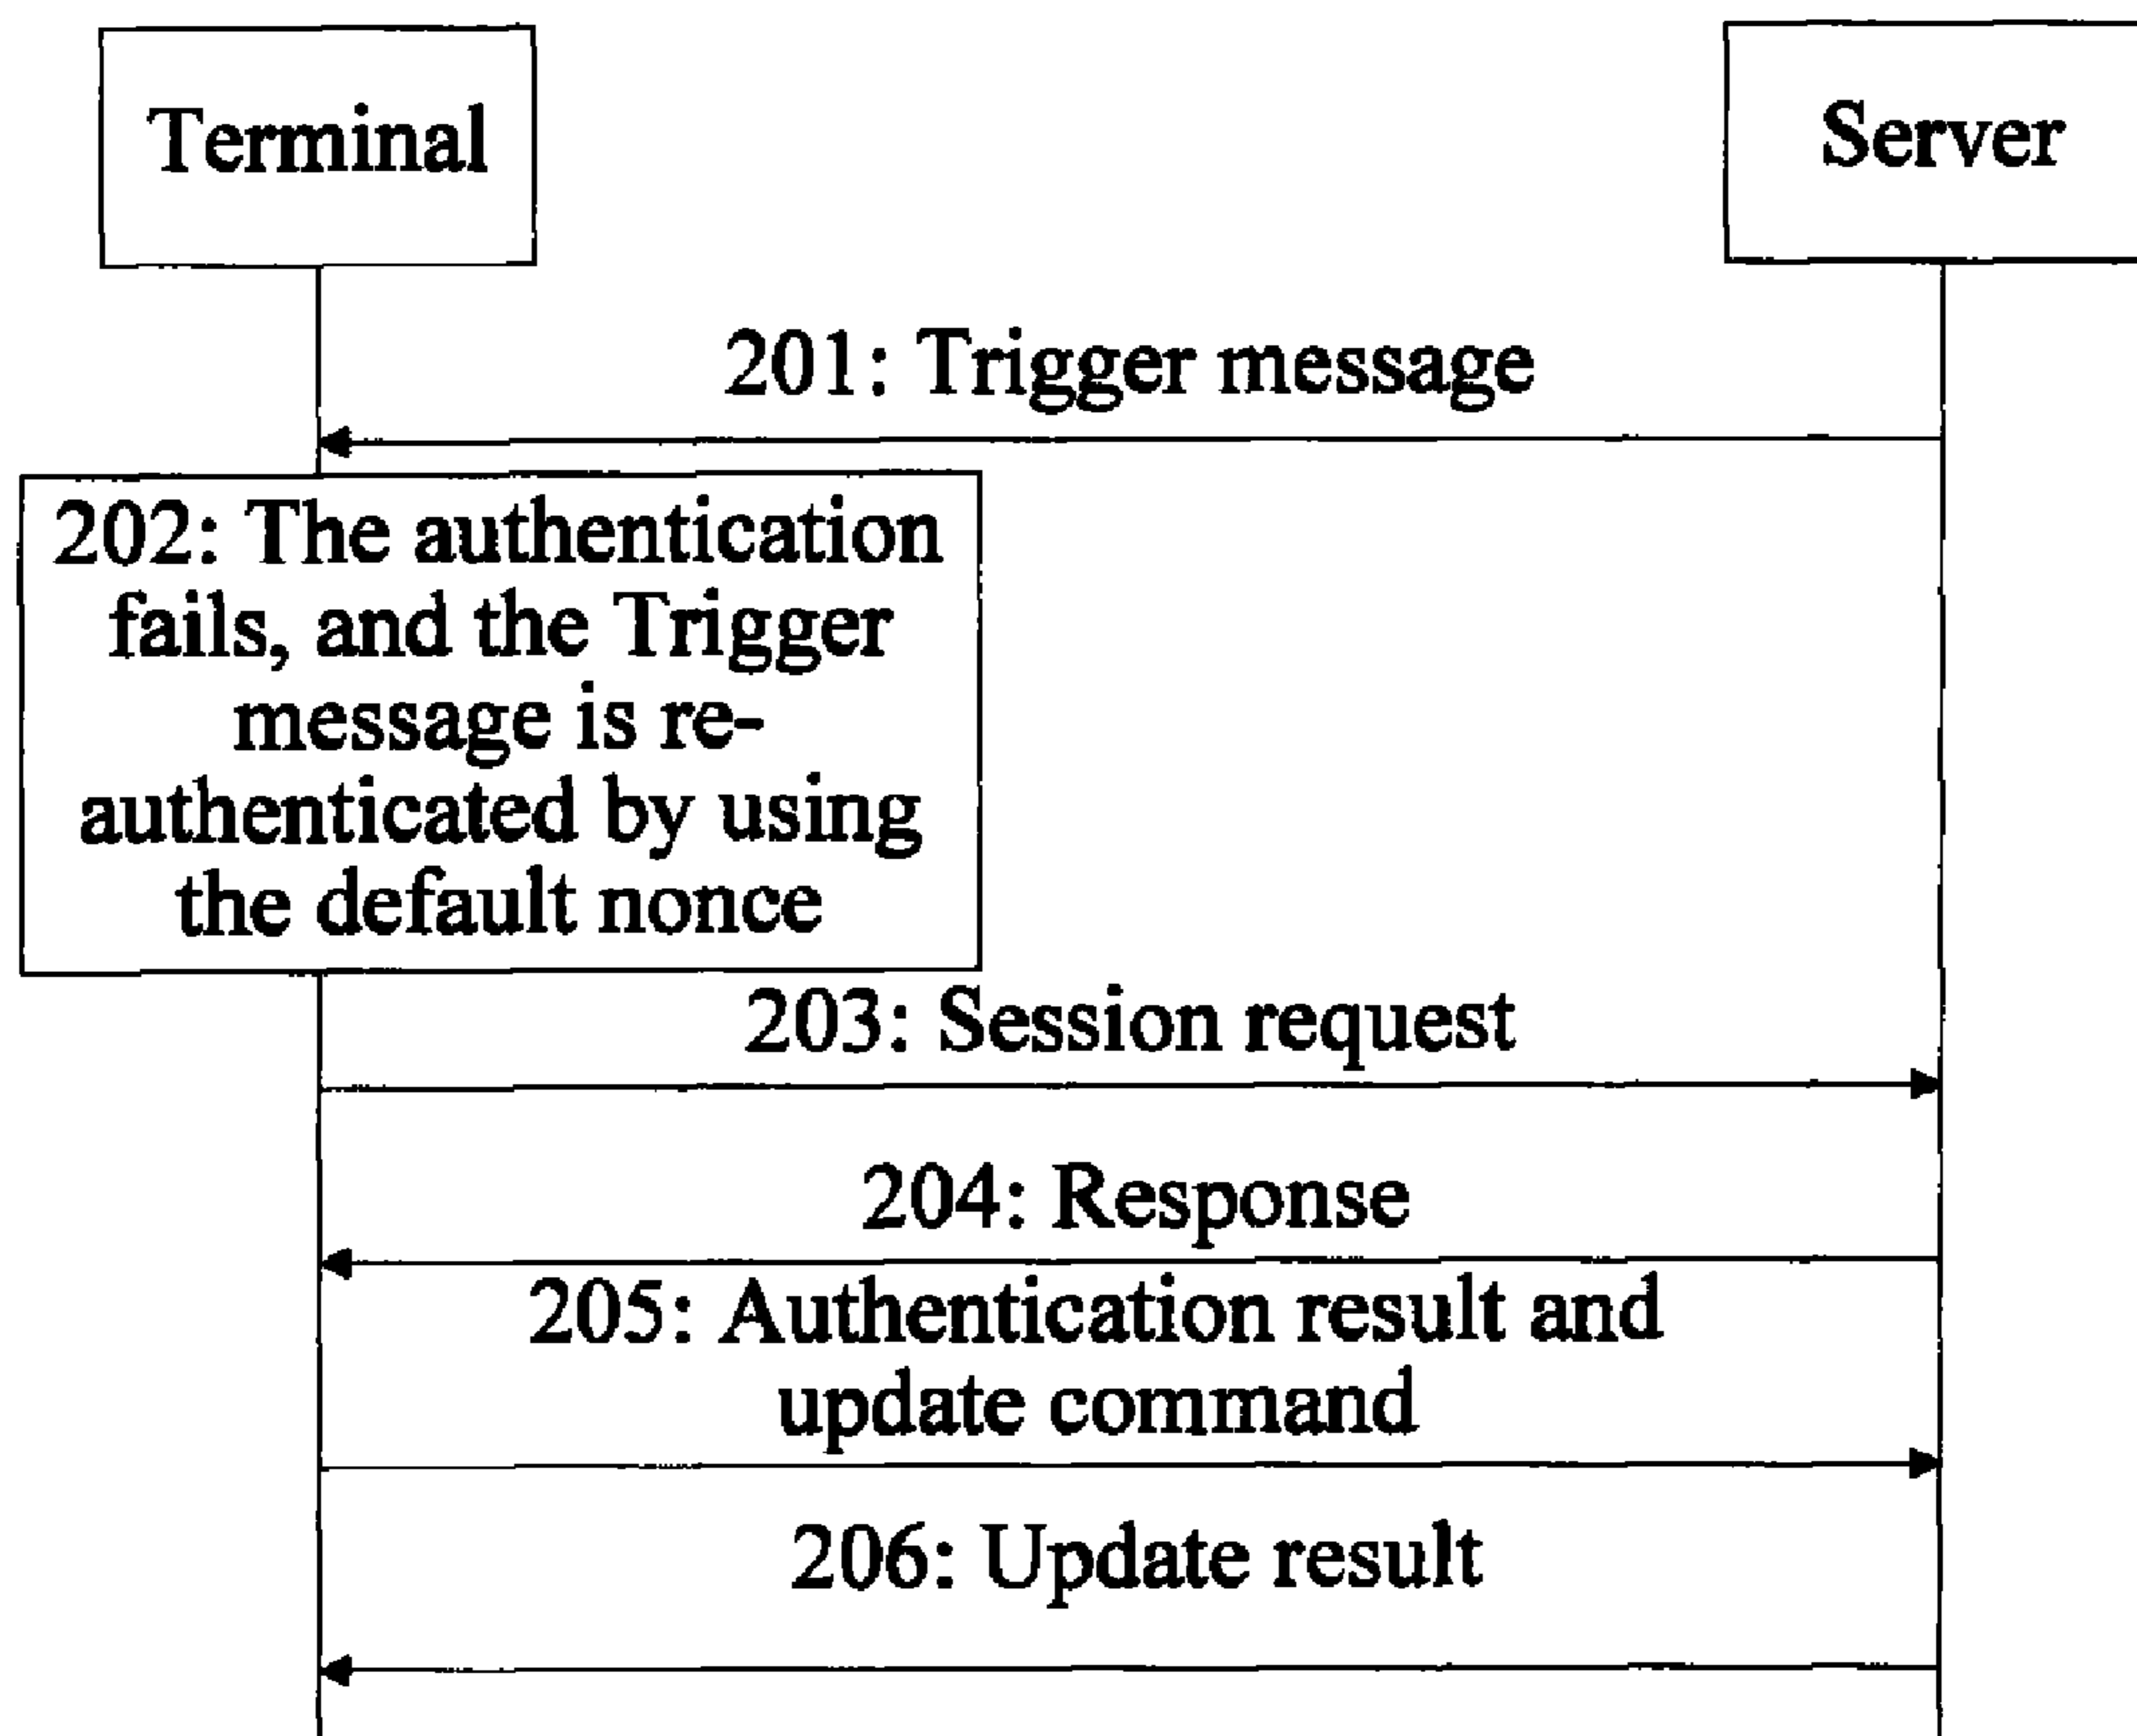 Terminal
Server
201: Trigger message
202: The authentication
fails, and the Trigger
message is re-
authenticated by using
the default nonce
203: Session request
204: Response
205: Authentication result and
update command
206: Update result